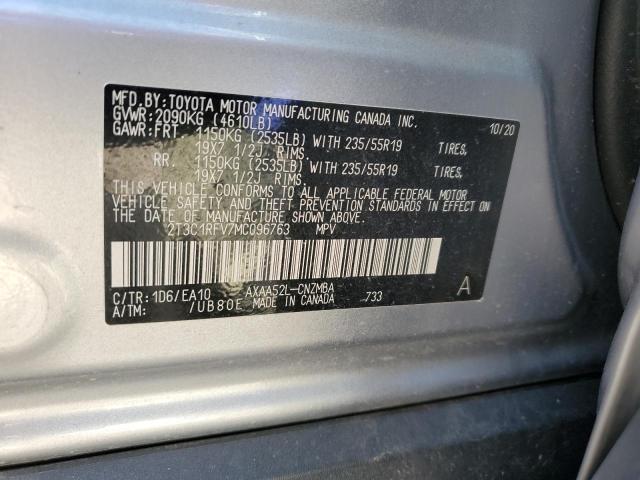 MFD. BY: TOYOTA MOTOR MANUFACTURING CANADA INC.
GVWR: 2090KG (4610LB) 10/20
GAWR: FRT 1150KG (2535LB) WITH 235/55R19 TIRES,
19X7 1/2J RIMS.
RR. 1150KG (2535LB) WITH 235/55R19 TIRES,
19X7 1/2J RIMS.
THIS VEHICLE CONFORMS TO ALL APPLICABLE FEDERAL MOTOR
VEHICLE SAFETY AND THEFT PREVENTION STANDARDS IN EFFECT ON
THE DATE OF MANUFACTURE SHOWN ABOVE.
2T3C1RFV7MC096763 MPV
C/TR: 1D6/EA10 AXAA52L-CNZMBA A
A/TM: /UB80E MADE IN CANADA 733